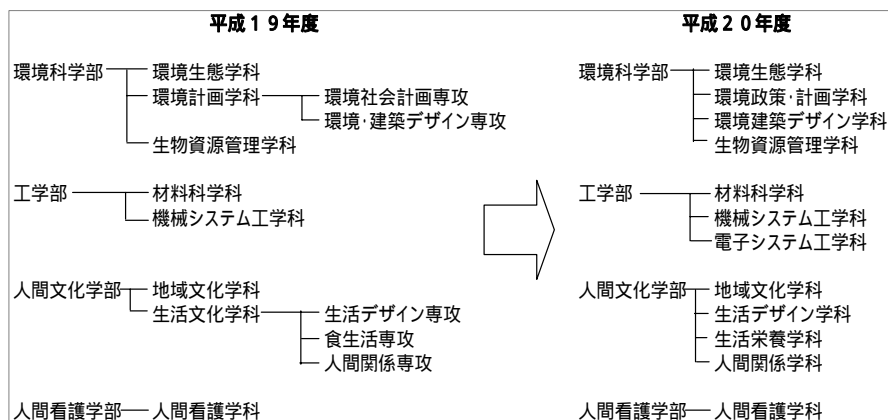 平成19年度
環境科学部 環境生態学科
環境計画学科 環境社会計画専攻
環境・建築デザイン専攻
生物資源管理学科
工学部 材料科学科
機械システム工学科
人間文化学部 地域文化学科
生活文化学科 生活デザイン専攻
食生活専攻
人間関係専攻
人間看護学部 人間看護学科
平成20年度
環境科学部 環境生態学科
環境政策・計画学科
環境建築デザイン学科
生物資源管理学科
工学部 材料科学科
機械システム工学科
電子システム工学科
人間文化学部 地域文化学科
生活デザイン学科
生活栄養学科
人間関係学科
人間看護学部 人間看護学科